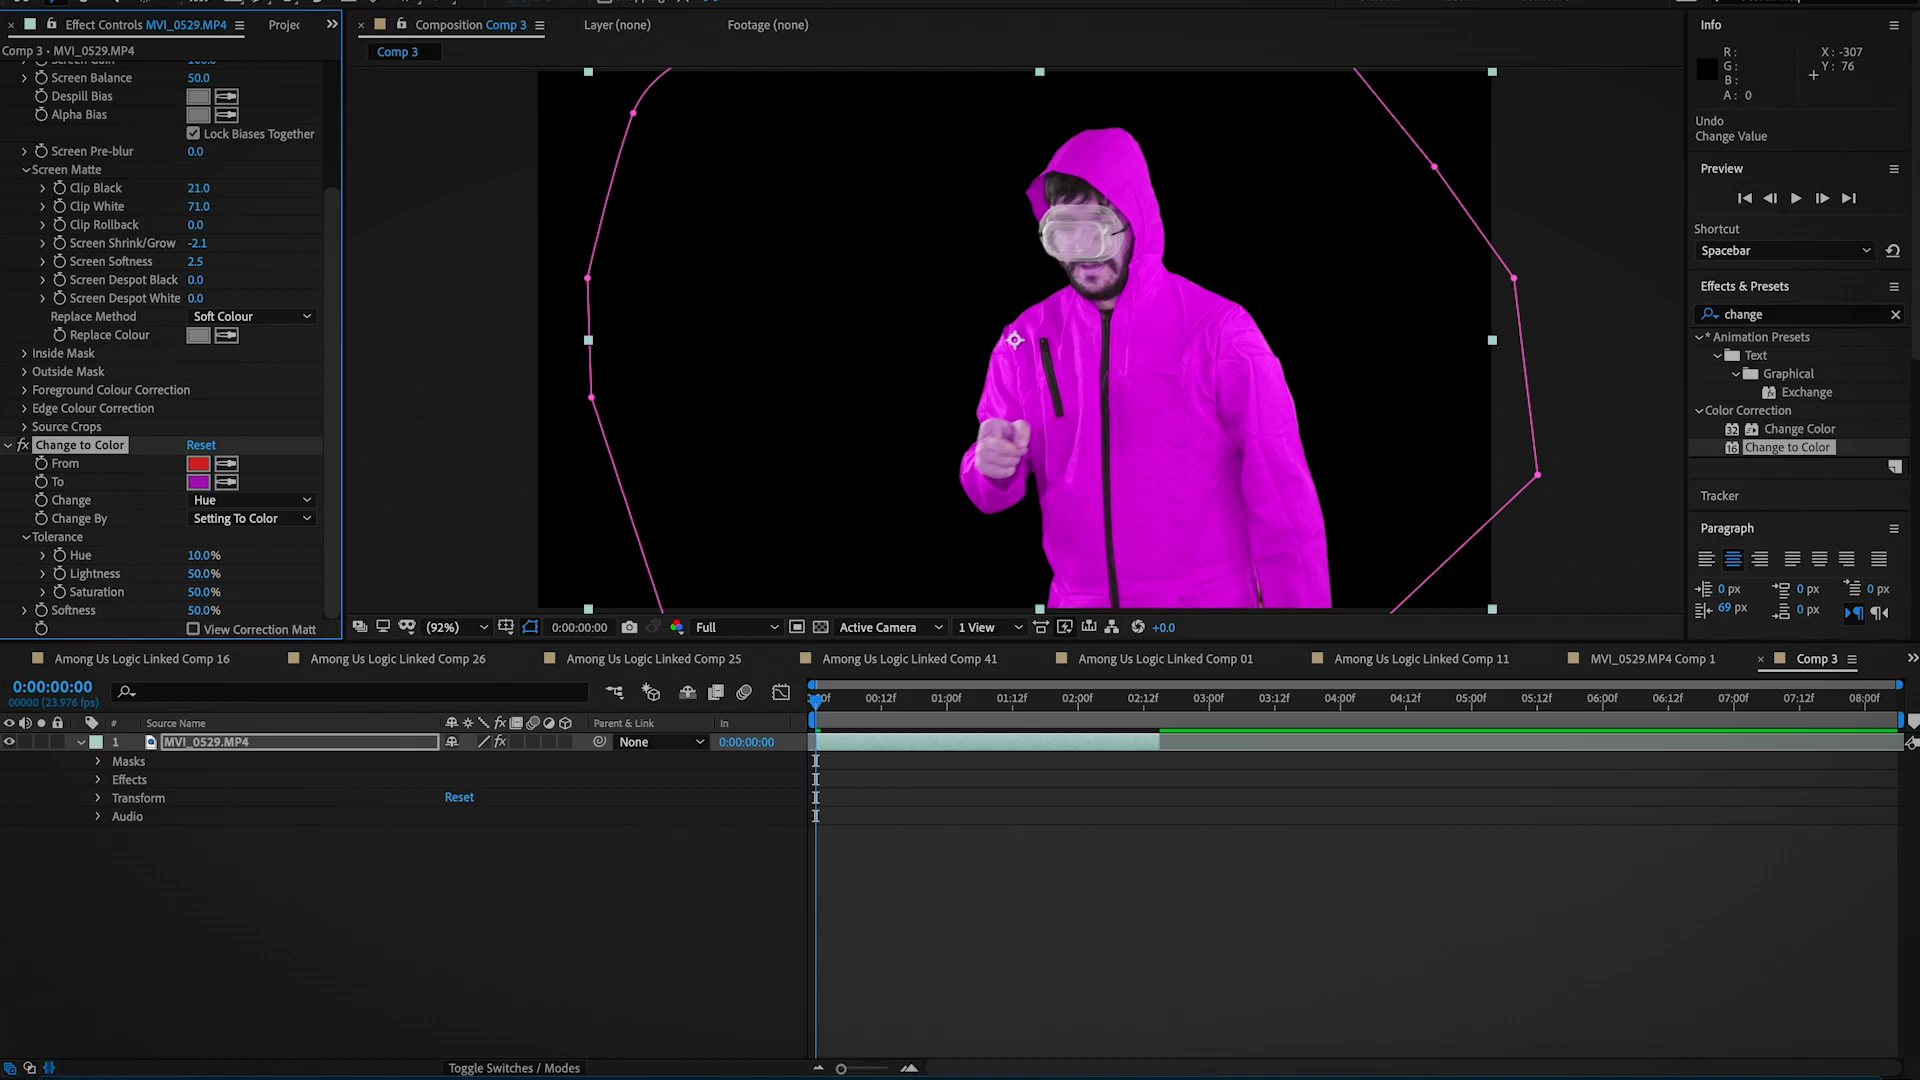 Effect Controls MVI_0529.MP4
Projec
Comp 3 • MVI_0529.MP4
Screen Gain 100.0
Screen Balance 50.0
Despill Bias
Alpha Bias
Lock Biases Together
Screen Pre-blur 0.0
Screen Matte
Clip Black 21.0
Clip White 71.0
Clip Rollback 0.0
Screen Shrink/Grow -2.1
Screen Softness 2.5
Screen Despot Black 0.0
Screen Despot White 0.0
Replace Method Soft Colour
Replace Colour
Inside Mask
Outside Mask
Foreground Colour Correction
Edge Colour Correction
Source Crops
fx Change to Color Reset
From
To
Change Hue
Change By Setting To Color
Tolerance
Hue 10.0%
Lightness 50.0%
Saturation 50.0%
Softness 50.0%
View Correction Matt
Composition Comp 3
Layer (none)
Footage (none)
Comp 3
(92%) 0:00:00:00 Full Active Camera 1 View +0.0
Info
R:
G:
B:
A: 0
X: -307
Y: 76
Undo
Change Value
Preview
Shortcut
Spacebar
Effects & Presets
change
* Animation Presets
Text
Graphical
Exchange
Color Correction
32 Change Color
16 Change to Color
Tracker
Paragraph
0 px 0 px 0 px
69 px 0 px
Among Us Logic Linked Comp 16
Among Us Logic Linked Comp 26
Among Us Logic Linked Comp 25
Among Us Logic Linked Comp 41
Among Us Logic Linked Comp 01
Among Us Logic Linked Comp 11
MVI_0529.MP4 Comp 1
Comp 3
0:00:00:00
00000 (23.976 fps)
:00f 00:12f 01:00f 01:12f 02:00f 02:12f 03:00f 03:12f 04:00f 04:12f 05:00f 05:12f 06:00f 06:12f 07:00f 07:12f 08:00f
# Source Name fx Parent & Link In
1 MVI_0529.MP4 fx None 0:00:00:00
Masks
Effects
Transform Reset
Audio
Toggle Switches / Modes